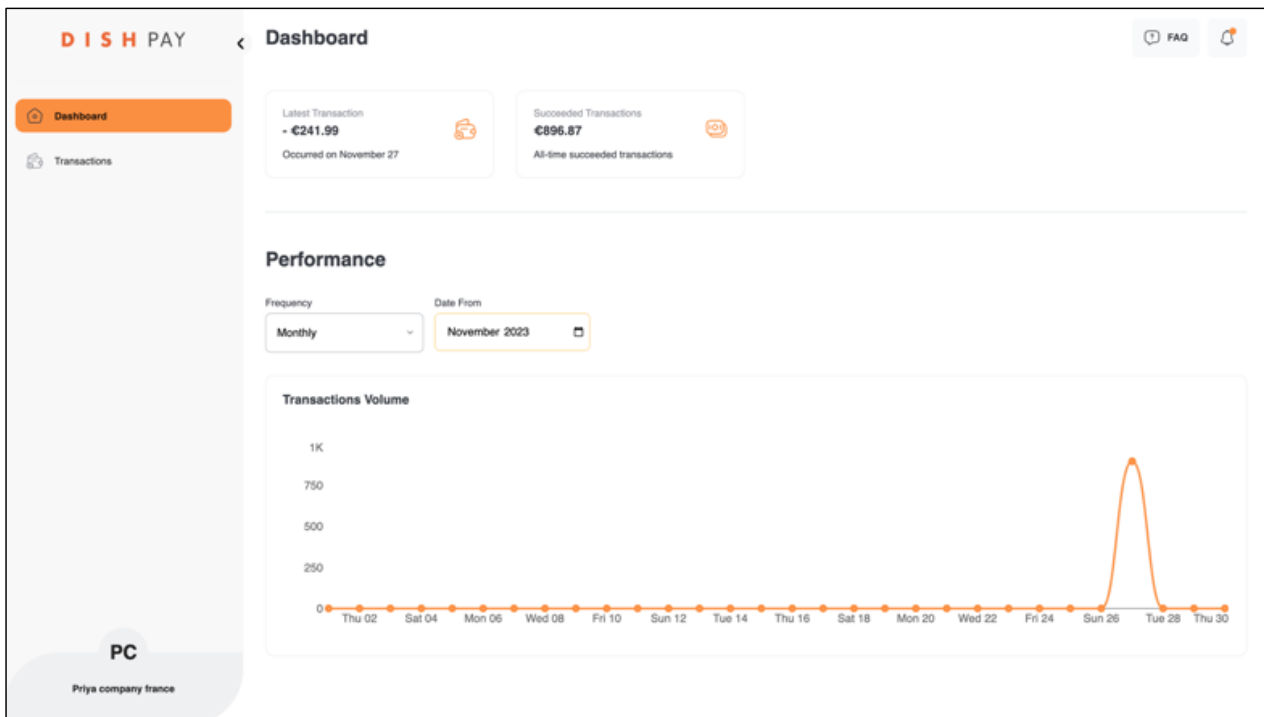 DISH PAY
Dashboard
FAQ
Dashboard
Transactions
Latest Transaction
- €241.99
Occurred on November 27
Succeeded Transactions
€896.87
All-time succeeded transactions
Performance
Frequency
Date From
Monthly
November 2023
Transactions Volume
1K
750
500
250
0
Thu 02 Sat 04 Mon 06 Wed 08 Fri 10 Sun 12 Tue 14 Thu 16 Sat 18 Mon 20 Wed 22 Fri 24 Sun 26 Tue 28 Thu 30
PC
Priya company france